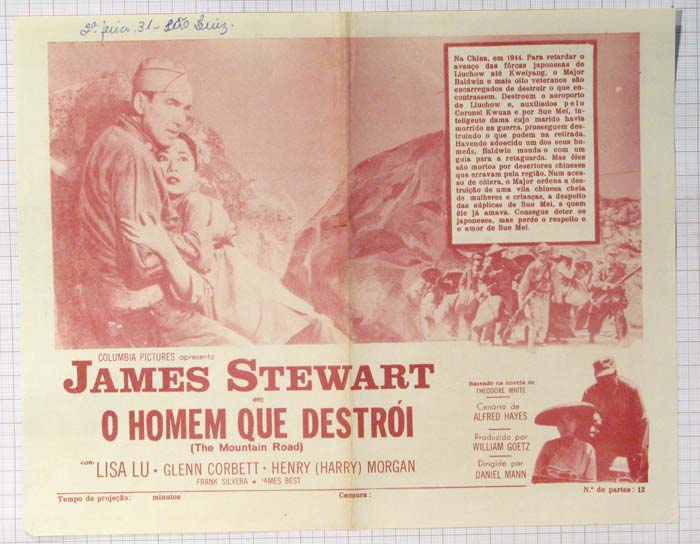 2ª feira, 31 - São Luiz.
Na China, em 1944. Para retardar o
avanço das fôrças japonesas de
Liuchow até Kweiyang, o Major
Baldwin e mais oito veteranos são
encarregados de destruir o que en-
contrassem. Destroem o aeroporto
de Liuchow e, auxiliados pelo
Coronel Kwuan e por Sue Mei, in-
teligente dama cujo marido havia
morrido na guerra, prosseguem des-
truindo o que podem na retirada.
Havendo adoecido um dos seus ho-
mens, Baldwin manda-o com um
guia para a retaguarda. Mas êles
são mortos por desertores chineses
que erravam pela região. Num aces-
so de cólera, o Major ordena a des-
truição de uma vila chinesa cheia
de mulheres e crianças, a despeito
das súplicas de Sue Mei, a quem
êle já amava. Consegue deter os
japoneses, mas perde o respeito e
o amor de Sue Mei.
COLUMBIA PICTURES apresenta
JAMES STEWART
em
O HOMEM QUE DESTRÓI
(The Mountain Road)
com: LISA LU • GLENN CORBETT • HENRY (HARRY) MORGAN
FRANK SILVERA • JAMES BEST
Baseado na novela de
THEODORE WHITE
Cenário de
ALFRED HAYES
Produzido por
WILLIAM GOETZ
Dirigido por
DANIEL MANN
Tempo de projeção: minutos Censura: N.º de partes: 12